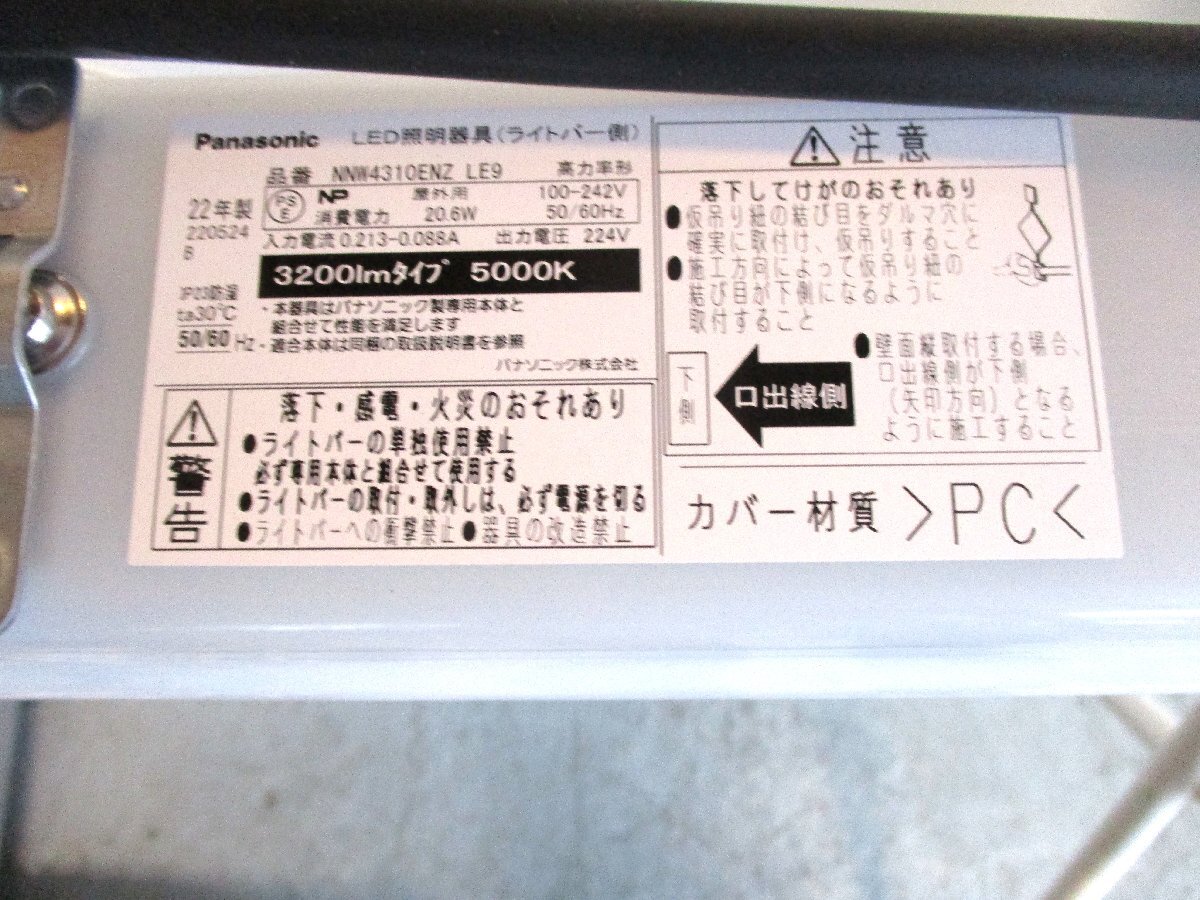 Panasonic LED照明器具(ライトバー側)
品番 NNW4310ENZ LE9 高力率形
22年製
220524
B
PS
E
NP 屋外用 100-242V
消費電力 20.6W 50/60Hz
入力電流 0.213-0.088A 出力電圧 224V
3200lmタイプ 5000K
IP23防湿
ta30℃
50/60 Hz
・本器具はパナソニック製専用本体と
組合せて性能を満足します
・適合本体は同梱の取扱説明書を参照
パナソニック株式会社
警告
落下・感電・火災のおそれあり
●ライトバーの単独使用禁止
必ず専用本体と組合せて使用する
●ライトバーの取付・取外しは、必ず電源を切る
●ライトバーへの衝撃禁止 ●器具の改造禁止
注意
落下してけがのおそれあり
●仮吊り紐の結び目をダルマ穴に
確実に取付け、仮吊りすること
●施工方向によって仮吊り紐の
結び目が下側になるように
取付すること
下側
口出線側
●壁面縦取付する場合、
口出線側が下側
(矢印方向)となる
ように施工すること
カバー材質 >PC<